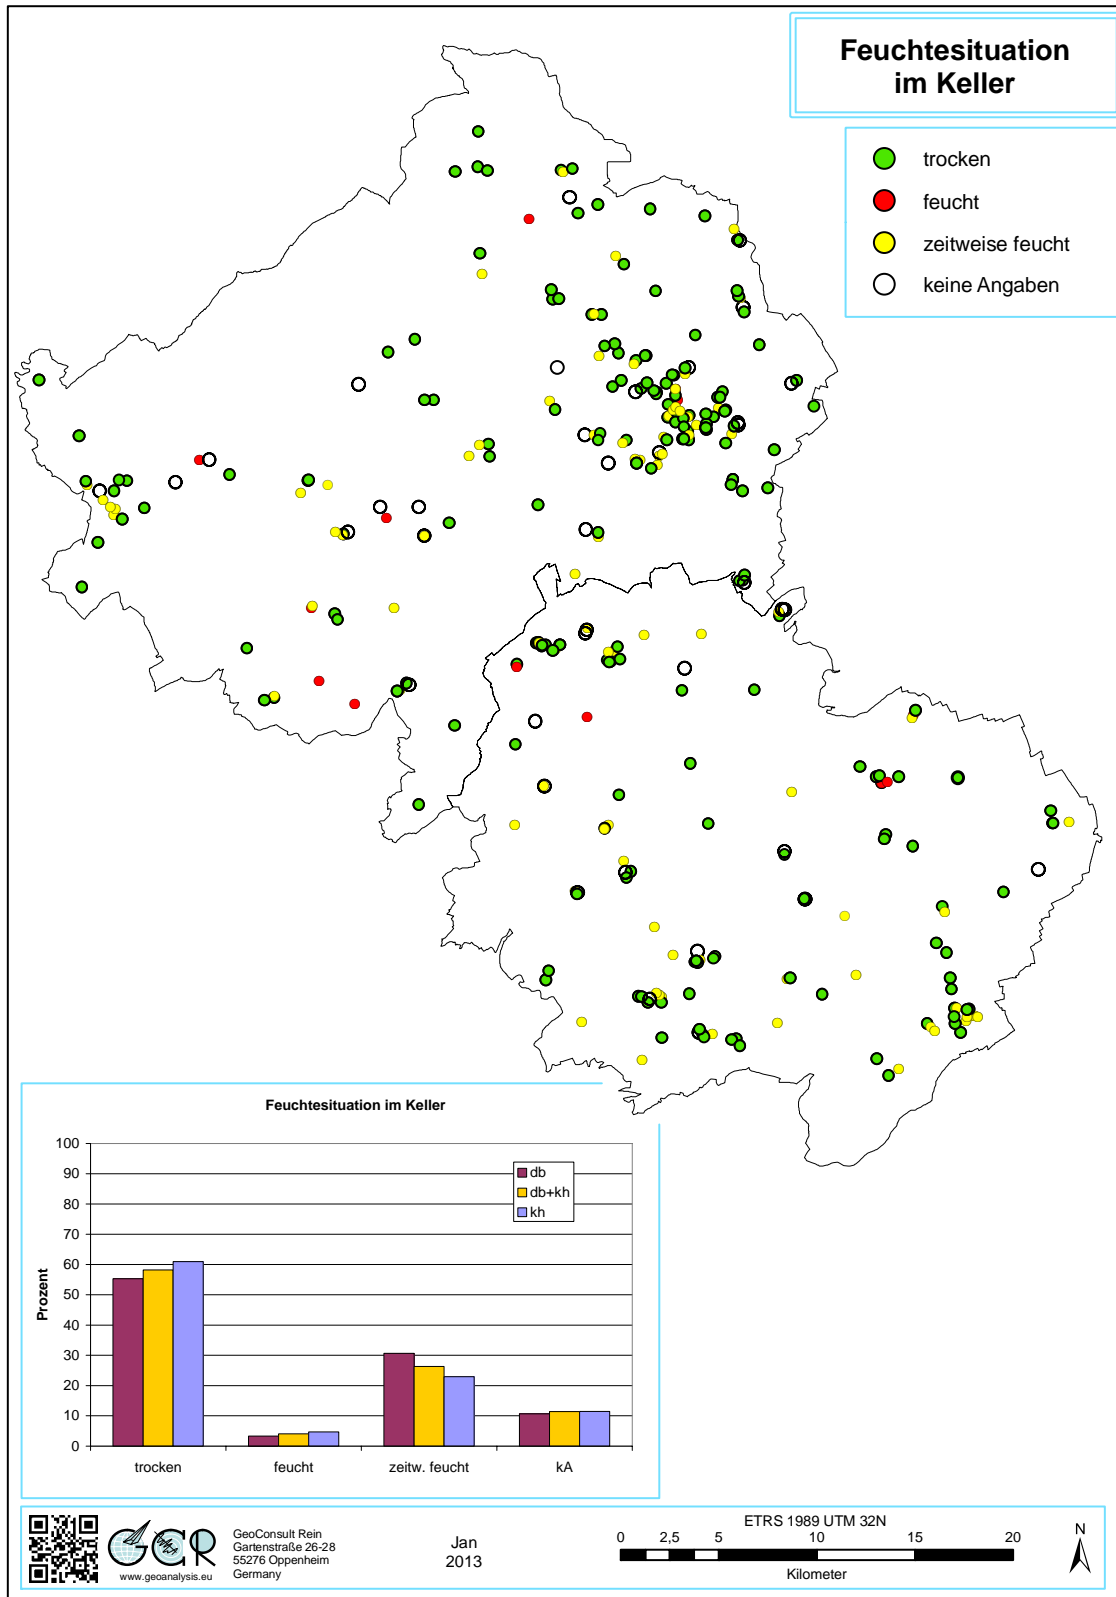 Feuchtesituation
im Keller
trocken
feucht
zeitweise feucht
keine Angaben
Feuchtesituation im Keller
100
90
80
70
60
50
40
30
20
10
0
Prozent
db
db+kh
kh
trocken
feucht
zeitw. feucht
kA
GCR
www.geoanalysis.eu
GeoConsult Rein
Gartenstraße 26-28
55276 Oppenheim
Germany
Jan
2013
ETRS 1989 UTM 32N
0 2,5 5 10 15 20
Kilometer
N